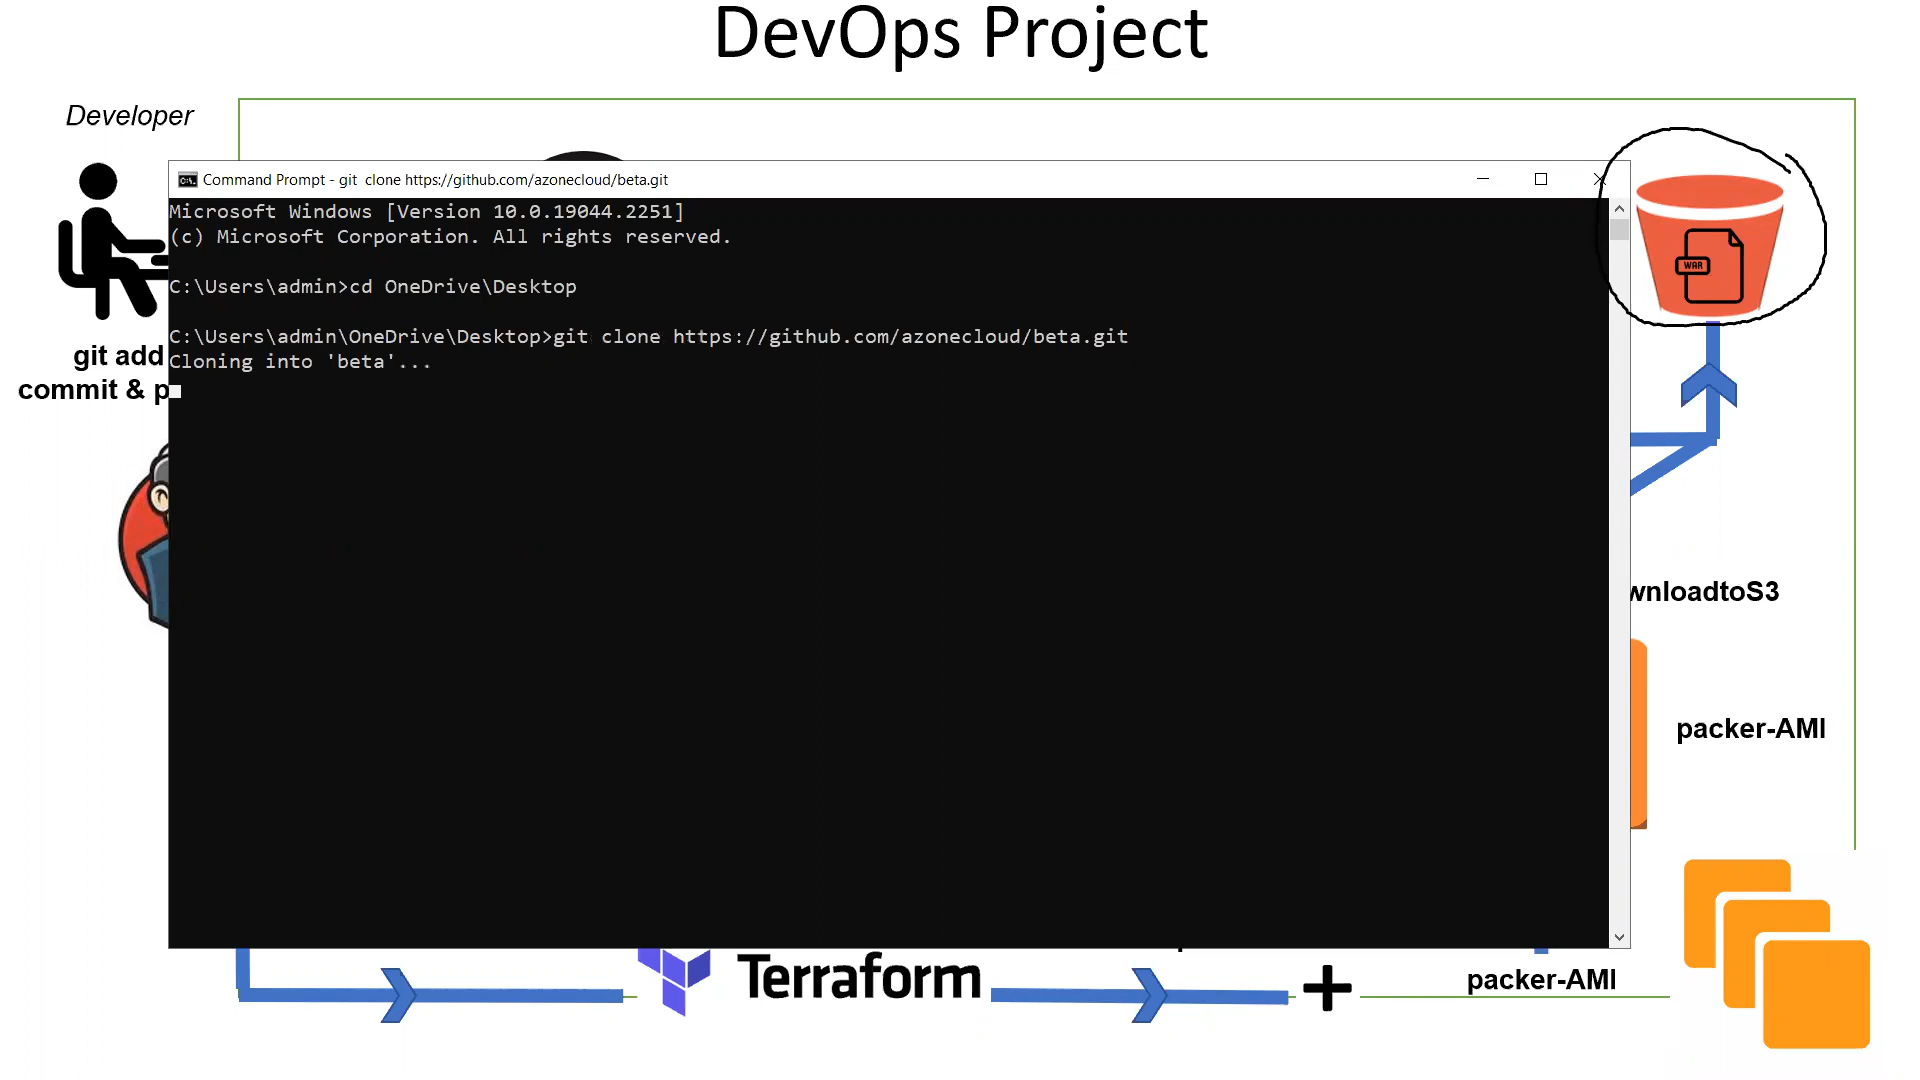 DevOps Project
Developer
Command Prompt - git  clone https://github.com/azonecloud/beta.git
Microsoft Windows [Version 10.0.19044.2251]
(c) Microsoft Corporation. All rights reserved.
C:\Users\admin>cd OneDrive\Desktop
C:\Users\admin\OneDrive\Desktop>git clone https://github.com/azonecloud/beta.git
Cloning into 'beta'...
WAR
git add
commit & p
wnloadtoS3
packer-AMI
Terraform
+
packer-AMI